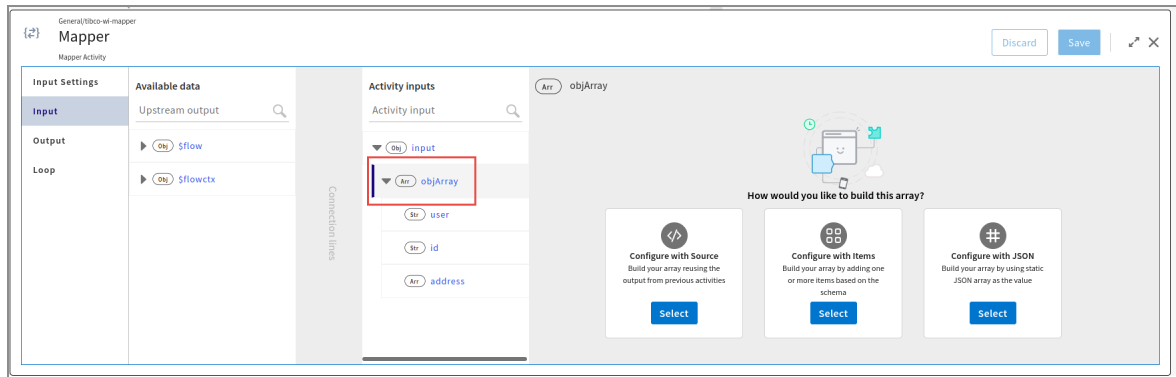 General/tibco-wi-mapper
Mapper
Mapper Activity
Discard
Save
Input Settings
Input
Output
Loop
Available data
Upstream output
Obj $flow
Obj $flowctx
Connection lines
Activity inputs
Activity input
Obj input
Arr objArray
Str user
Str id
Arr address
Arr objArray
How would you like to build this array?
Configure with Source
Build your array reusing the
output from previous activities
Select
Configure with Items
Build your array by adding one
or more items based on the
schema
Select
Configure with JSON
Build your array by using static
JSON array as the value
Select